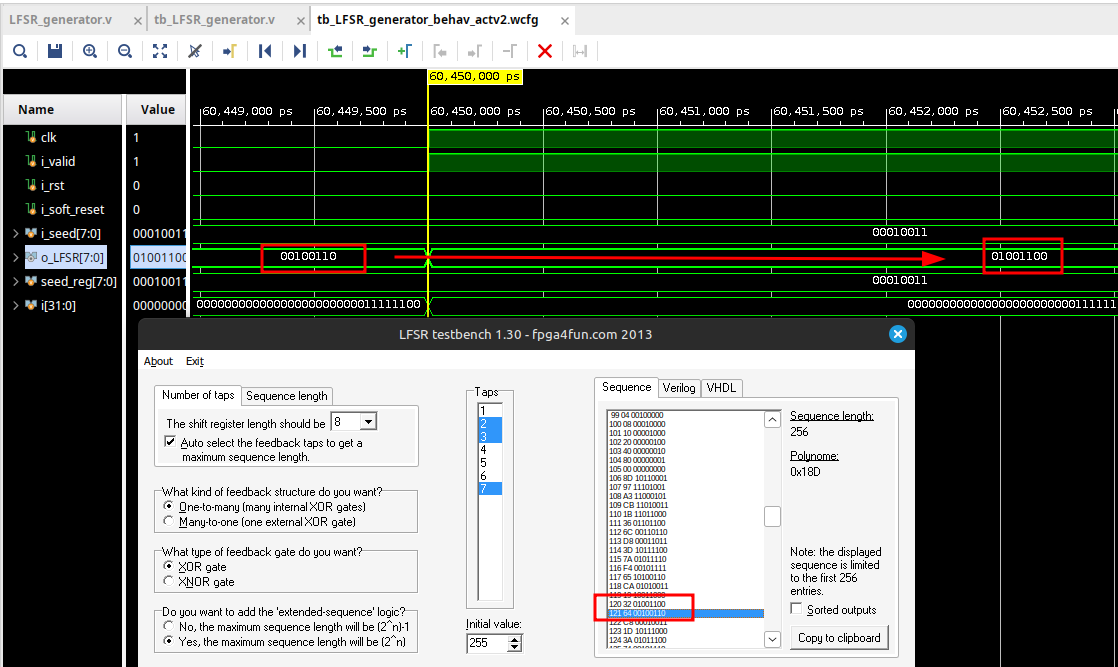 LFSR_generator.v × tb_LFSR_generator.v × tb_LFSR_generator_behav_actv2.wcfg ×
60,450,000 ps
Name Value 60,449,000 ps 60,449,500 ps 60,450,000 ps 60,450,500 ps 60,451,000 ps 60,451,500 ps 60,452,000 ps 60,452,500 ps
clk 1
i_valid 1
i_rst 0
i_soft_reset 0
i_seed[7:0] 00010011 00010011
o_LFSR[7:0] 01001100 00100110 01001100
seed_reg[7:0] 00010011 00010011
i[31:0]
LFSR testbench 1.30 - fpga4fun.com 2013
About Exit
Number of taps Sequence length
The shift register length should be 8
Auto select the feedback taps to get a
maximum sequence length.
What kind of feedback structure do you want?
One-to-many (many internal XOR gates)
Many-to-one (one external XOR gate)
What type of feedback gate do you want?
XOR gate
XNOR gate
Do you want to add the 'extended-sequence' logic?
No, the maximum sequence length will be (2^n)-1
Yes, the maximum sequence length will be (2^n)
Taps
1
2
3
4
5
6
7
Initial value:
255
Sequence Verilog VHDL
99 04 00100000
100 08 00010000
101 10 00001000
102 20 00000100
103 40 00000010
104 80 00000001
105 00 00000000
106 8D 10110001
107 97 11101001
108 A3 11000101
109 CB 11010011
110 1B 11011000
111 36 01101100
112 6C 00110110
113 D8 00011011
114 3D 10111100
115 7A 01011110
116 F4 00101111
117 65 10100110
118 CA 01010011
119 19 10011000
120 32 01001100
121 64 00100110
122 C8 00010011
123 1D 10111000
124 3A 01011100
Sequence length:
256
Polynome:
0x18D
Note: the displayed
sequence is limited
to the first 256
entries.
Sorted outputs
Copy to clipboard